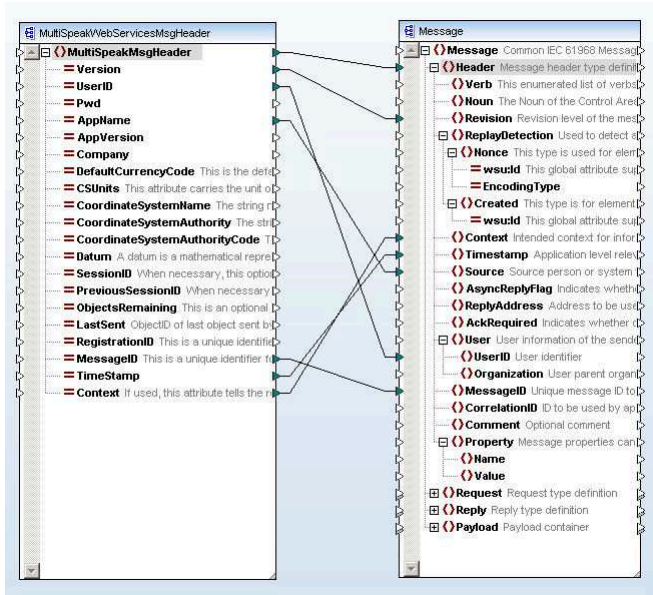 MultiSpeakWebServicesMsgHeader
MultiSpeakMsgHeader
Version
UserID
Pwd
AppName
AppVersion
Company
DefaultCurrencyCode This is the defa
CSUnits This attribute carries the unit o
CoordinateSystemName The string
CoordinateSystemAuthority The stri
CoordinateSystemAuthorityCode T
Datum A datum is a mathematical repre
SessionID When necessary, this optio
PreviousSessionID When necessary
ObjectsRemaining This is an optional
LastSent ObjectID of last object sent b
RegistrationID This is a unique identifie
MessageID This is a unique identifier fo
TimeStamp
Context If used, this attribute tells the r
Message
Message Common IEC 61968 Messag
Header Message header type definit
Verb This enumerated list of verbs
Noun The Noun of the Control Area
Revision Revision level of the mes
ReplayDetection Used to detect a
Nonce This type is used for elem
wsu:Id This global attribute sup
EncodingType
Created This type is for element
wsu:Id This global attribute sup
Context Intended context for infor
Timestamp Application level relev
Source Source person or system
AsyncReplyFlag Indicates wheth
ReplyAddress Address to be use
AckRequired Indicates whether
User User information of the sende
UserID User identifier
Organization User parent organ
MessageID Unique message ID to
CorrelationID ID to be used by ap
Comment Optional comment
Property Message properties can
Name
Value
Request Request type definition
Reply Reply type definition
Payload Payload container